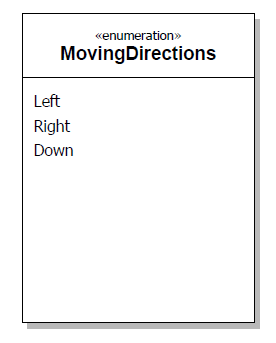 «enumeration»
MovingDirections
Left
Right
Down